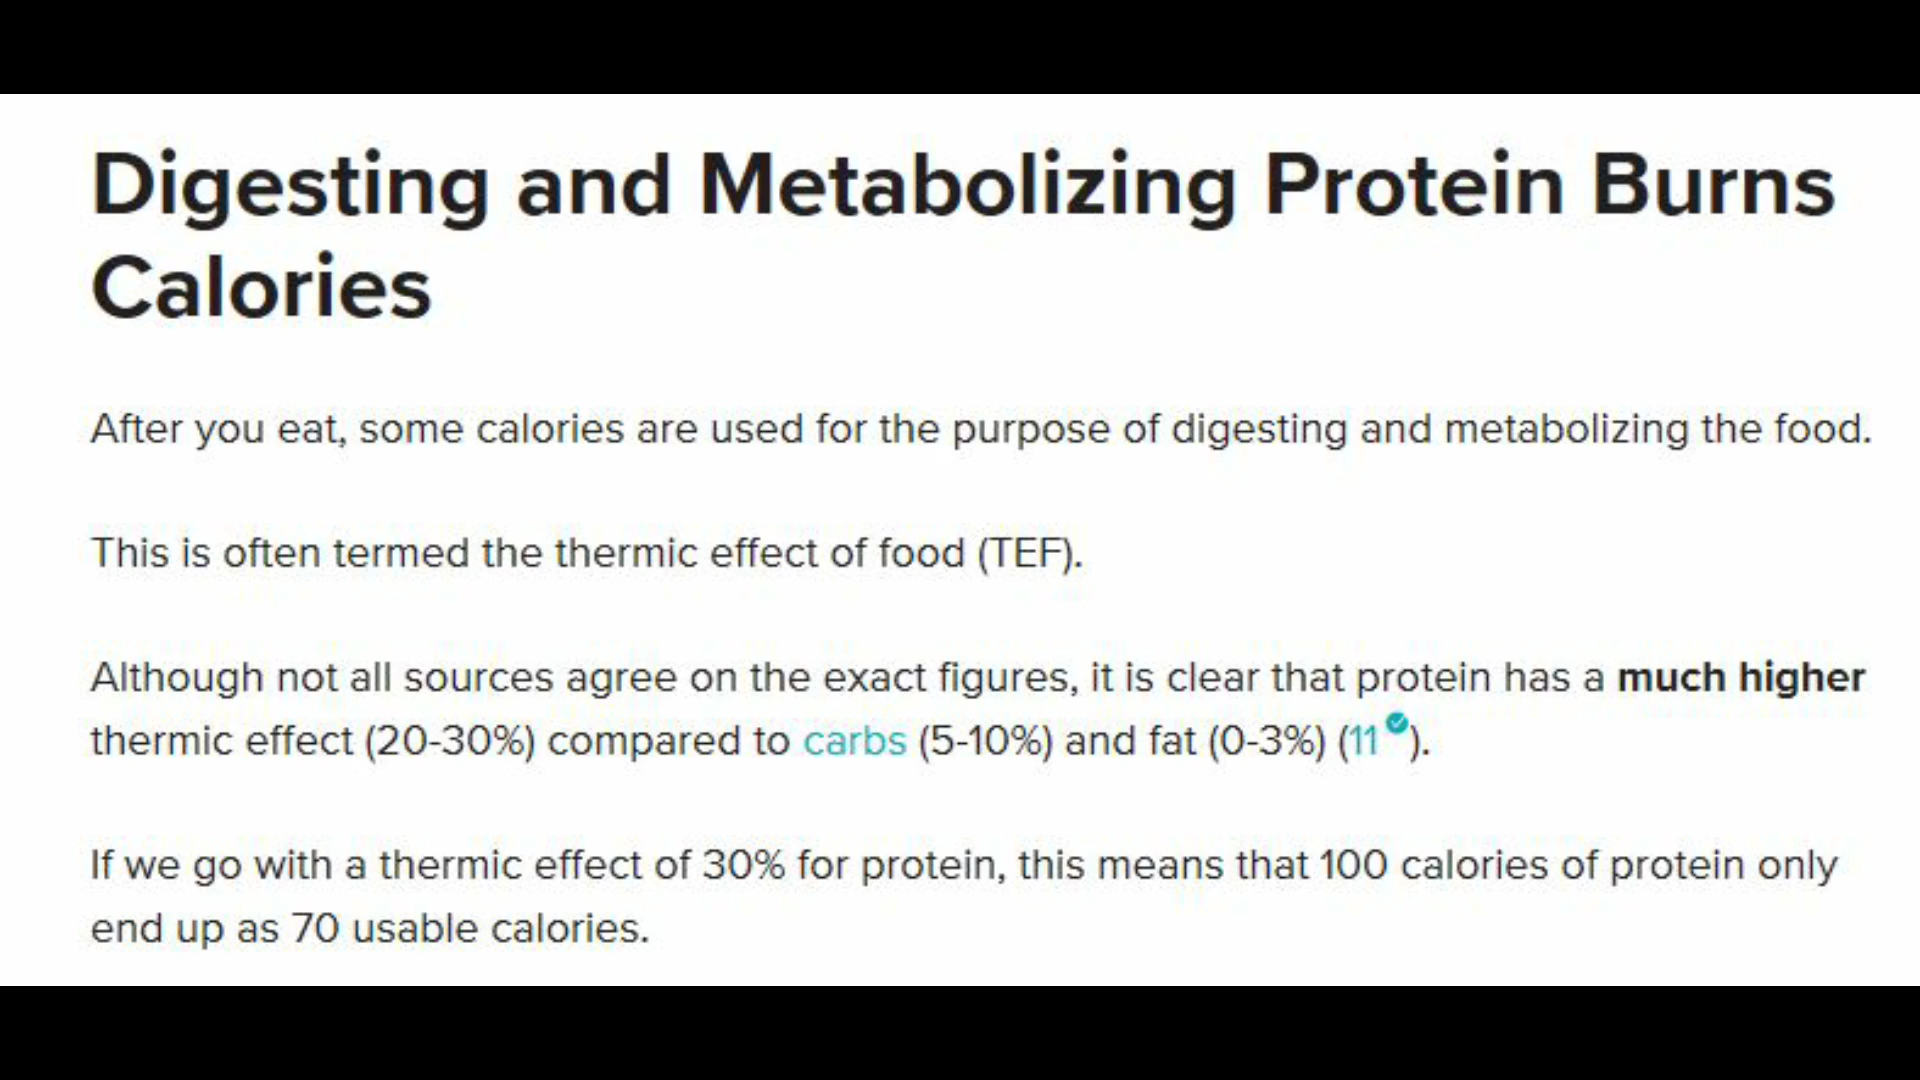 Digesting and Metabolizing Protein Burns
Calories
After you eat, some calories are used for the purpose of digesting and metabolizing the food.
This is often termed the thermic effect of food (TEF).
Although not all sources agree on the exact figures, it is clear that protein has a much higher
thermic effect (20-30%) compared to carbs (5-10%) and fat (0-3%) (11).
If we go with a thermic effect of 30% for protein, this means that 100 calories of protein only
end up as 70 usable calories.